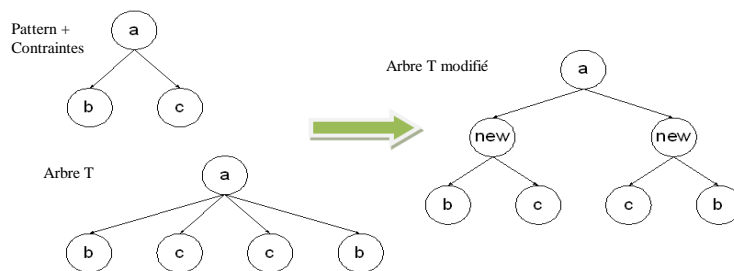 Pattern +
Contraintes
a
b c
Arbre T
a
b c c b
Arbre T modifié
a
new new
b c c b